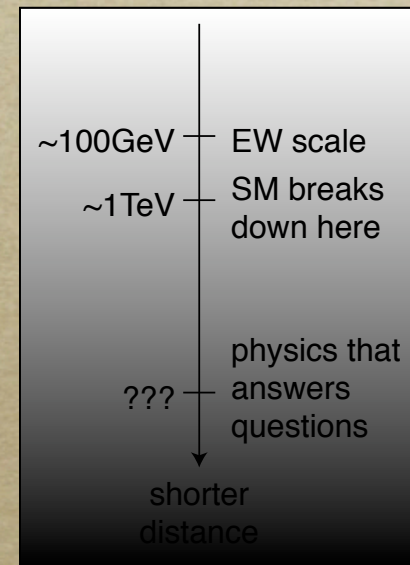 ~100GeV EW scale
~1TeV SM breaks
down here
physics that
??? answers
questions
shorter
distance